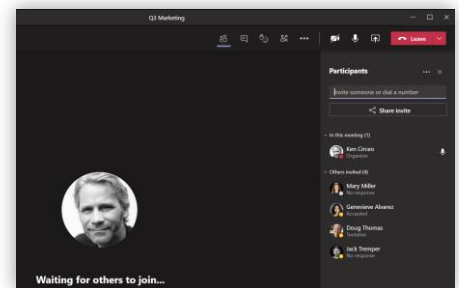 Q3 Marketing
Leave
Participants
Invite someone or dial a number
Share invite
In this meeting (1)
Ken Circeo
Organizer
Others invited (4)
Mary Miller
No response
Genevieve Alvarez
Accepted
Doug Thomas
Tentative
Jack Tremper
No response
Waiting for others to join...